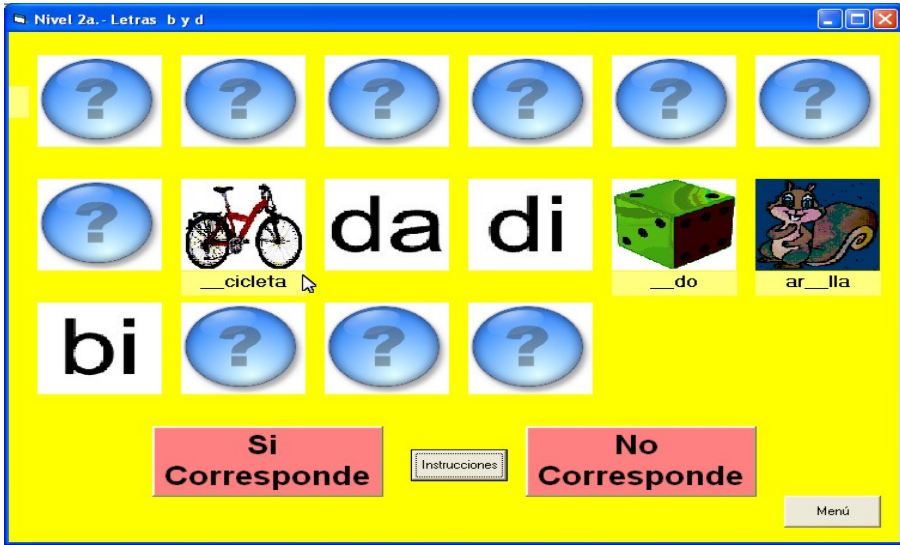 Nivel 2a.- Letras b y d
? ? ? ? ? ?
? da di
__cicleta __do ar__lla
bi ? ? ?
Si
Corresponde
Instrucciones
No
Corresponde
Menú